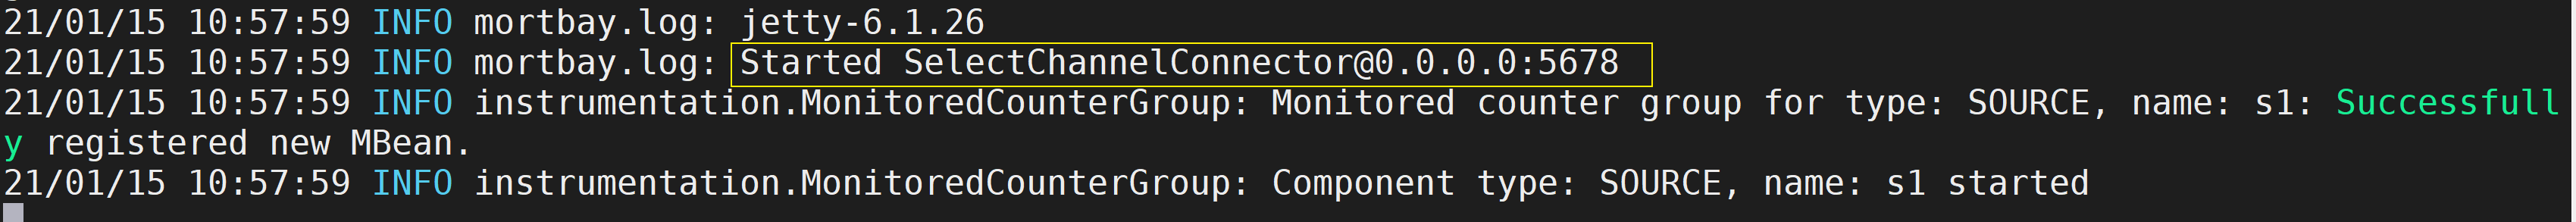 21/01/15 10:57:59 INFO mortbay.log: jetty-6.1.26
21/01/15 10:57:59 INFO mortbay.log: Started SelectChannelConnector@0.0.0.0:5678
21/01/15 10:57:59 INFO instrumentation.MonitoredCounterGroup: Monitored counter group for type: SOURCE, name: s1: Successfull
y registered new MBean.
21/01/15 10:57:59 INFO instrumentation.MonitoredCounterGroup: Component type: SOURCE, name: s1 started